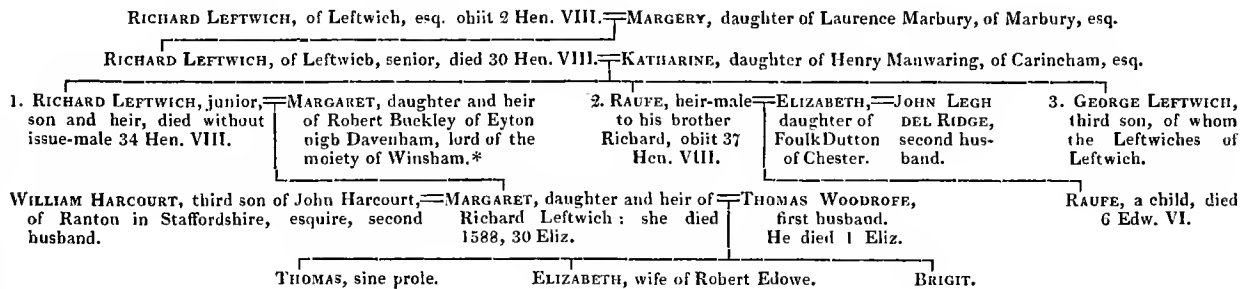 RICHARD LEFTWICH, of Leftwich, esq. obiit 2 Hen. VIII.=MARGERY, daughter of Laurence Marbury, of Marbury, esq.
RICHARD LEFTWICH, of Leftwicb, senior, died 30 Hen. VIII.=KATHARINE, daughter of Henry Manwaring, of Carincham, esq.
1. RICHARD LEFTWICH, junior,
son and heir, died without
issue-male 34 Hen. VIII.
=MARGARET, daughter and heir
of Robert Buckley of Eyton
nigb Davenham, lord of the
moiety of Winsham.*
2. RAUFE, heir-male
to his brother
Richard, obiit 37
Hen. VIII.
=ELIZABETH,
daughter of
Foulk Dutton
of Chester.
=JOHN LEGH
DEL RIDGE,
second hus-
band.
3. GEORGE LEFTWICH,
third son, of whom
the Leftwiches of
Leftwich.
WILLIAM HARCOURT, third son of John Harcourt,
of Ranton in Staffordshire, esquire, second
husband.
=MARGARET, daughter and heir of
Richard Leftwich: she died
1588, 30 Eliz.
=THOMAS WOODROFE,
first husband.
He died 1 Eliz.
RAUFE, a child, died
6 Edw. VI.
THOMAS, sine prole.
ELIZABETH, wife of Robert Edowe.
BRIGIT.